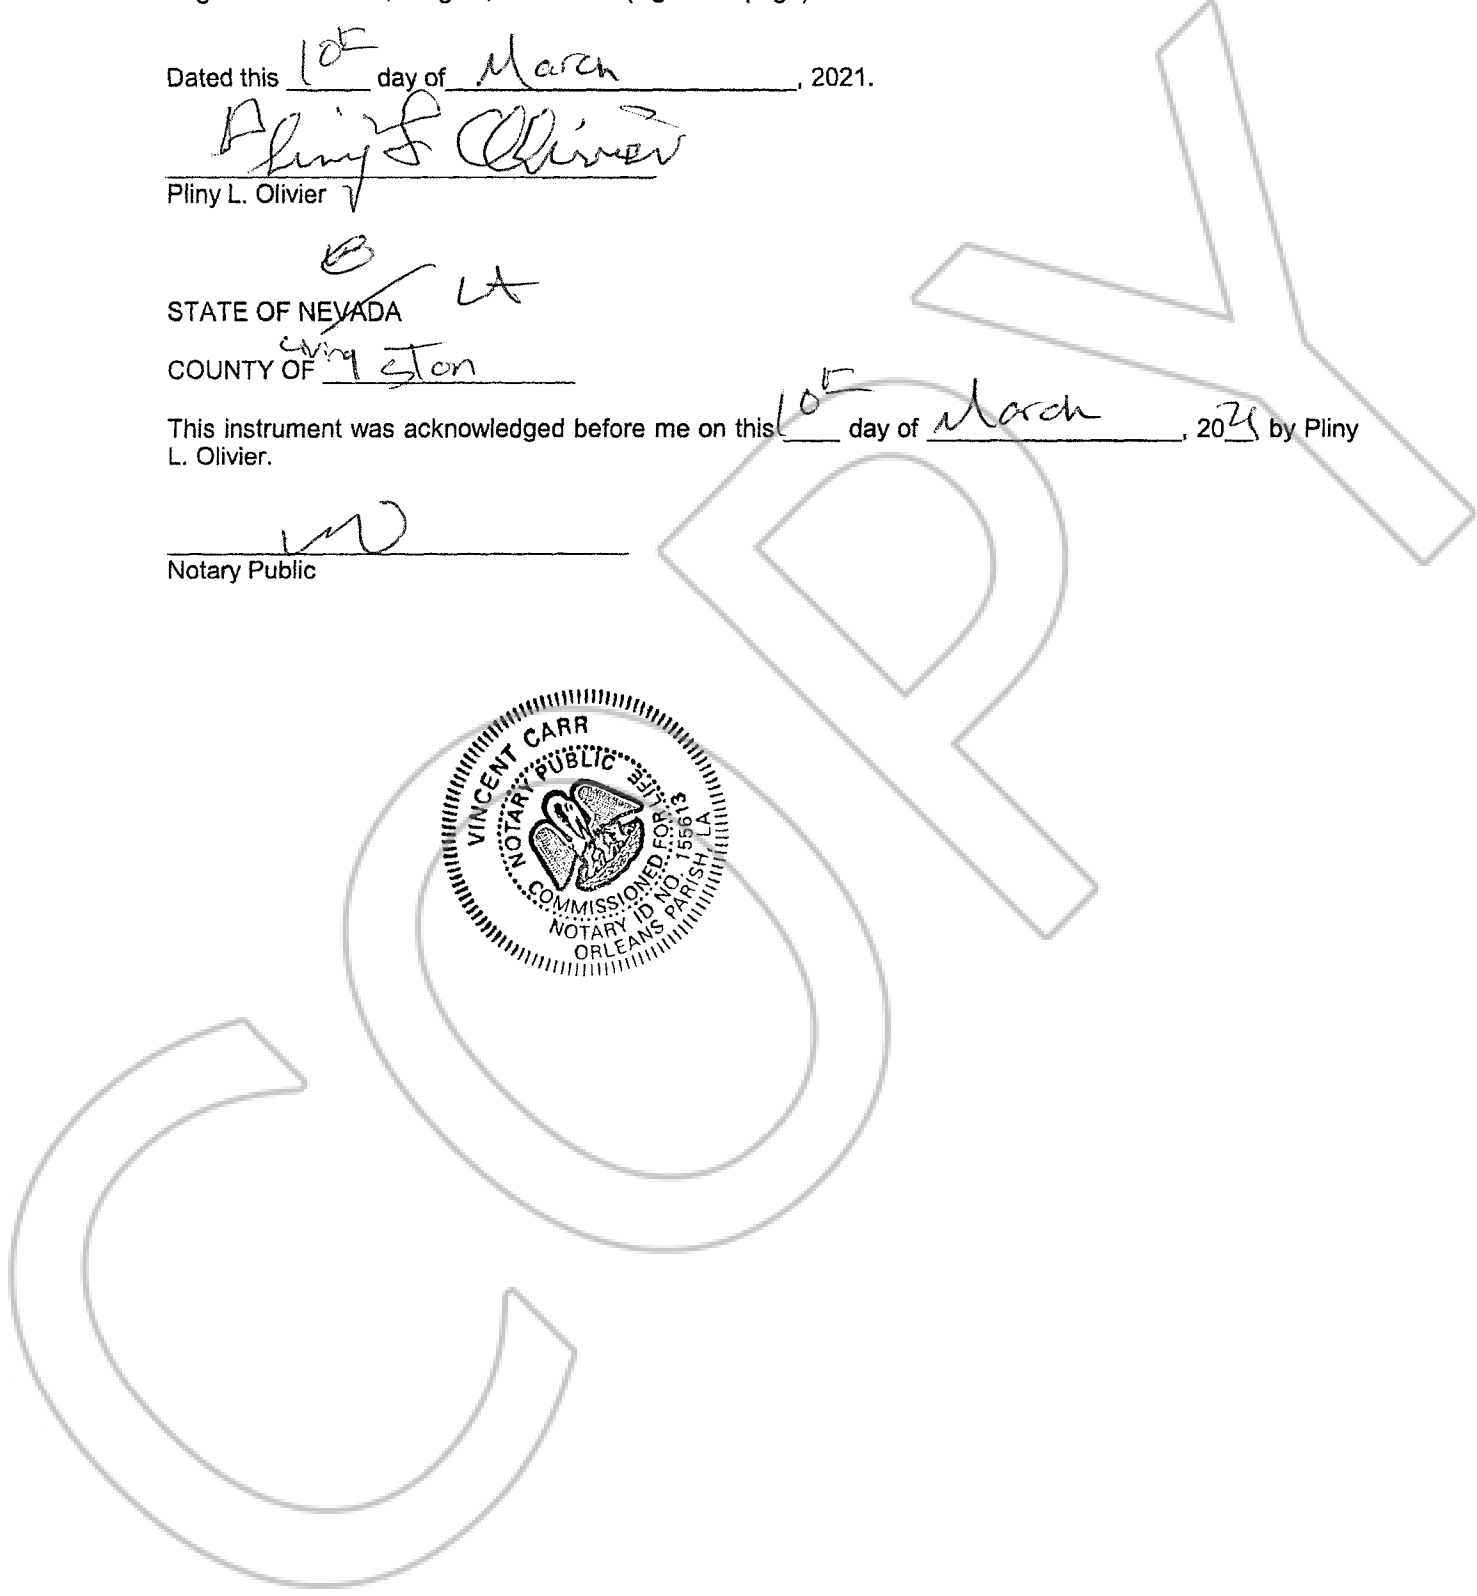 Dated this 10th day of March, 2021.
Pliny L Olivier
Pliny L. Olivier
LA
STATE OF NEVADA
COUNTY OF Livingston
This instrument was acknowledged before me on this 10th day of March, 2021 by Pliny
L. Olivier.
Notary Public
VINCENT CARR
NOTARY PUBLIC
COMMISSIONED FOR LIFE
NOTARY ID NO. 155613
ORLEANS PARISH, LA
COPY